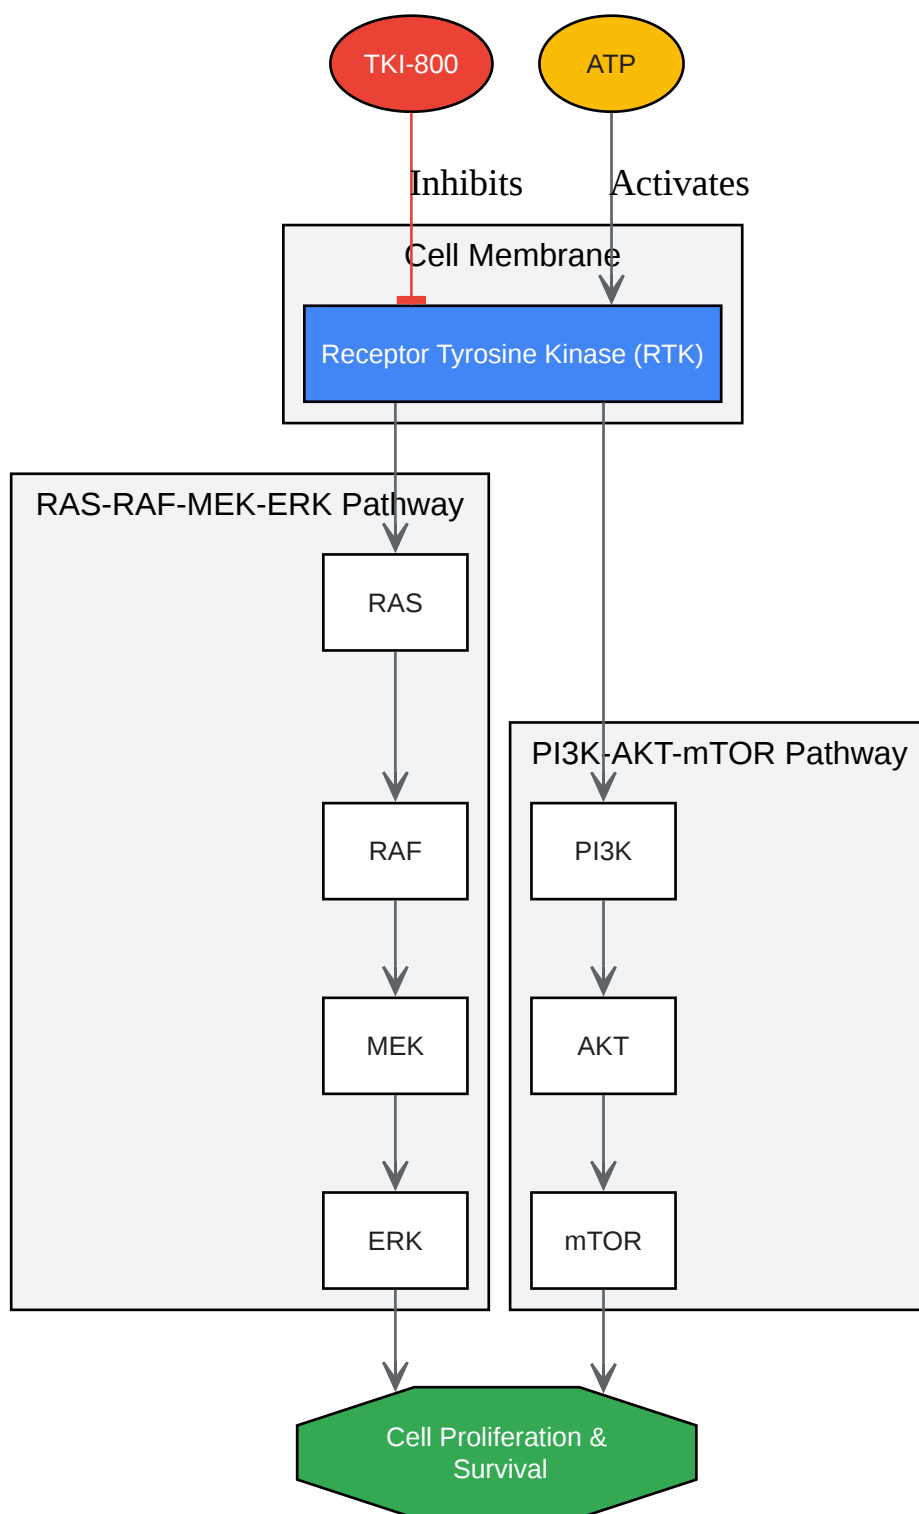 TKI-800
ATP
Inhibits
Activates
Cell Membrane
Receptor Tyrosine Kinase (RTK)
RAS-RAF-MEK-ERK Pathway
RAS
PI3K-AKT-mTOR Pathway
RAF
PI3K
MEK
AKT
ERK
mTOR
Cell Proliferation &
Survival